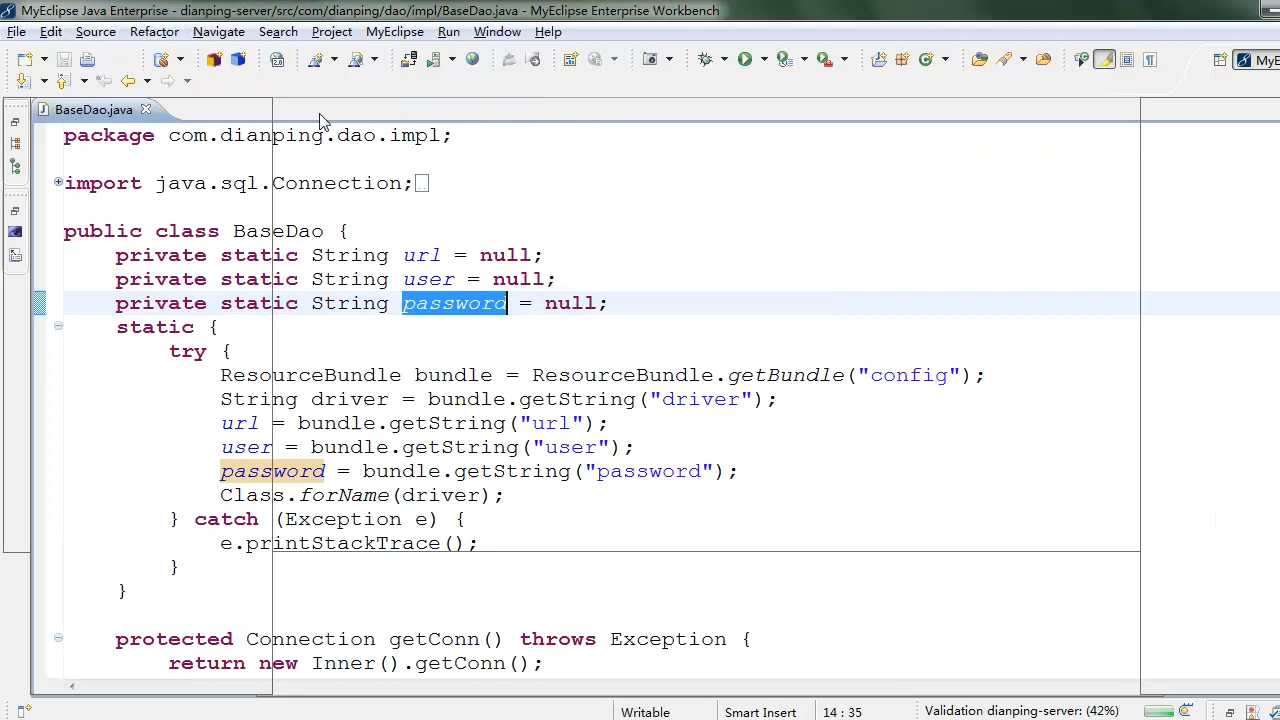 MyEclipse Java Enterprise - dianping-server/src/com/dianping/dao/impl/BaseDao.java - MyEclipse Enterprise Workbench
File Edit Source Refactor Navigate Search Project MyEclipse Run Window Help
MyE
BaseDao.java
package com.dianping.dao.impl;
import java.sql.Connection;
public class BaseDao {
private static String url = null;
private static String user = null;
private static String password = null;
static {
try {
ResourceBundle bundle = ResourceBundle.getBundle("config");
String driver = bundle.getString("driver");
url = bundle.getString("url");
user = bundle.getString("user");
password = bundle.getString("password");
Class.forName(driver);
} catch (Exception e) {
e.printStackTrace();
}
}
protected Connection getConn() throws Exception {
return new Inner().getConn();
Writable Smart Insert 14 : 35 Validation dianping-server: (42%)